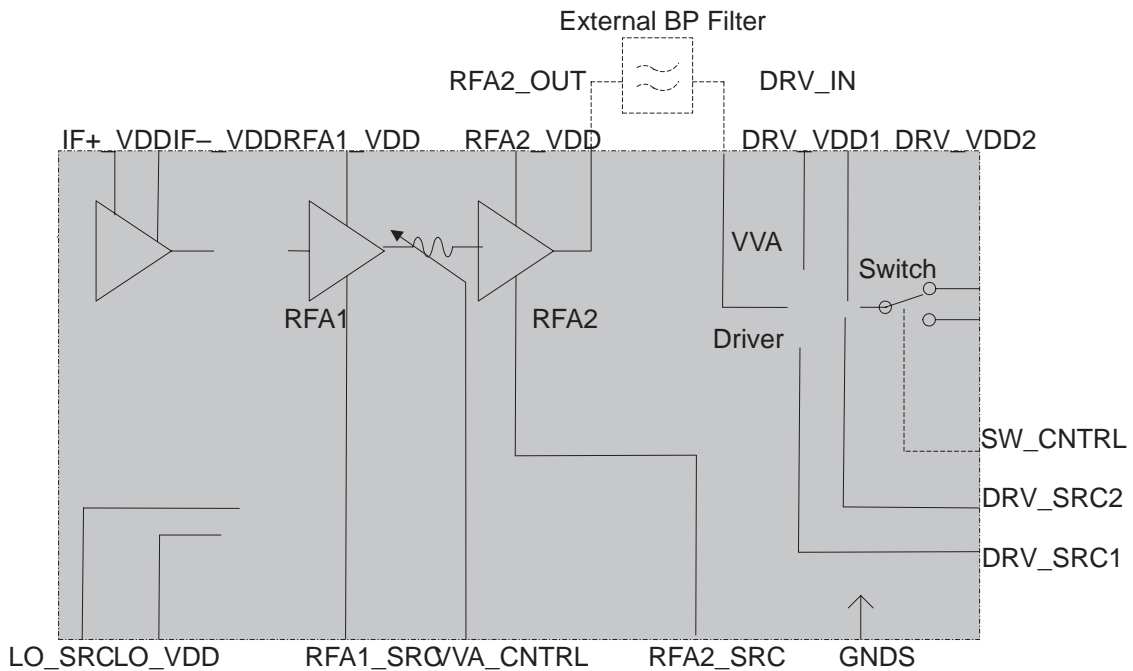 External BP Filter
RFA2_OUT DRV_IN
IF+_VDDIF–_VDDRFA1_VDD RFA2_VDD DRV_VDD1 DRV_VDD2
VVA
Switch
RFA1 RFA2
Driver
SW_CNTRL
DRV_SRC2
DRV_SRC1
LO_SRCLO_VDD RFA1_SRCVVA_CNTRL RFA2_SRC GNDS